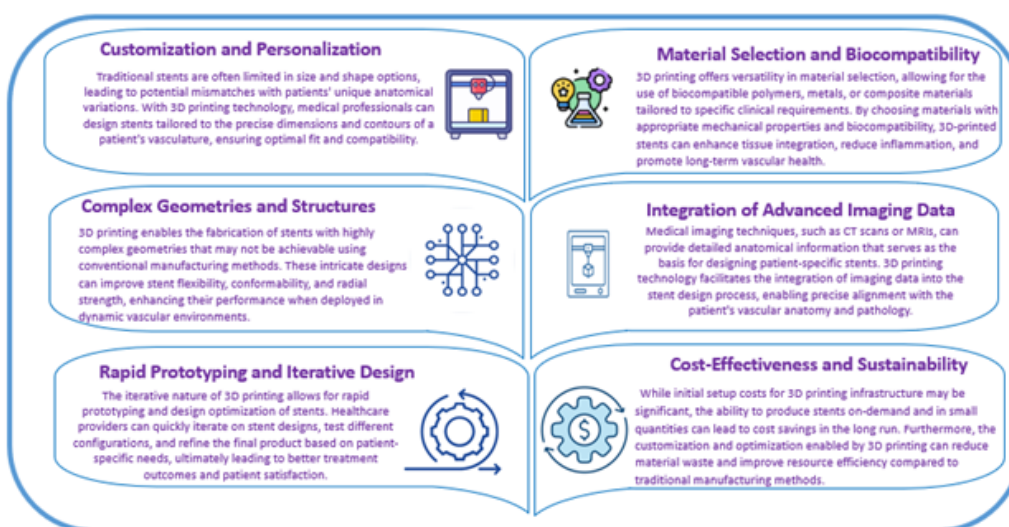 Customization and Personalization
Traditional stents are often limited in size and shape options,
leading to potential mismatches with patients' unique anatomical
variations. With 3D printing technology, medical professionals can
design stents tailored to the precise dimensions and contours of a
patient's vasculature, ensuring optimal fit and compatibility.
Material Selection and Biocompatibility
3D printing offers versatility in material selection, allowing for the
use of biocompatible polymers, metals, or composite materials
tailored to specific clinical requirements. By choosing materials with
appropriate mechanical properties and biocompatibility, 3D-printed
stents can enhance tissue integration, reduce inflammation, and
promote long-term vascular health.
Complex Geometries and Structures
3D printing enables the fabrication of stents with highly
complex geometries that may not be achievable using
conventional manufacturing methods. These intricate designs
can improve stent flexibility, conformability, and radial
strength, enhancing their performance when deployed in
dynamic vascular environments.
Integration of Advanced Imaging Data
Medical imaging techniques, such as CT scans or MRIs, can
provide detailed anatomical information that serves as the
basis for designing patient-specific stents. 3D printing
technology facilitates the integration of imaging data into the
stent design process, enabling precise alignment with the
patient's vascular anatomy and pathology.
Rapid Prototyping and Iterative Design
The iterative nature of 3D printing allows for rapid
prototyping and design optimization of stents. Healthcare
providers can quickly iterate on stent designs, test different
configurations, and refine the final product based on patient-
specific needs, ultimately leading to better treatment
outcomes and patient satisfaction.
Cost-Effectiveness and Sustainability
While initial setup costs for 3D printing infrastructure may be
significant, the ability to produce stents on-demand and in small
quantities can lead to cost savings in the long run. Furthermore, the
customization and optimization enabled by 3D printing can reduce
material waste and improve resource efficiency compared to
traditional manufacturing methods.
$